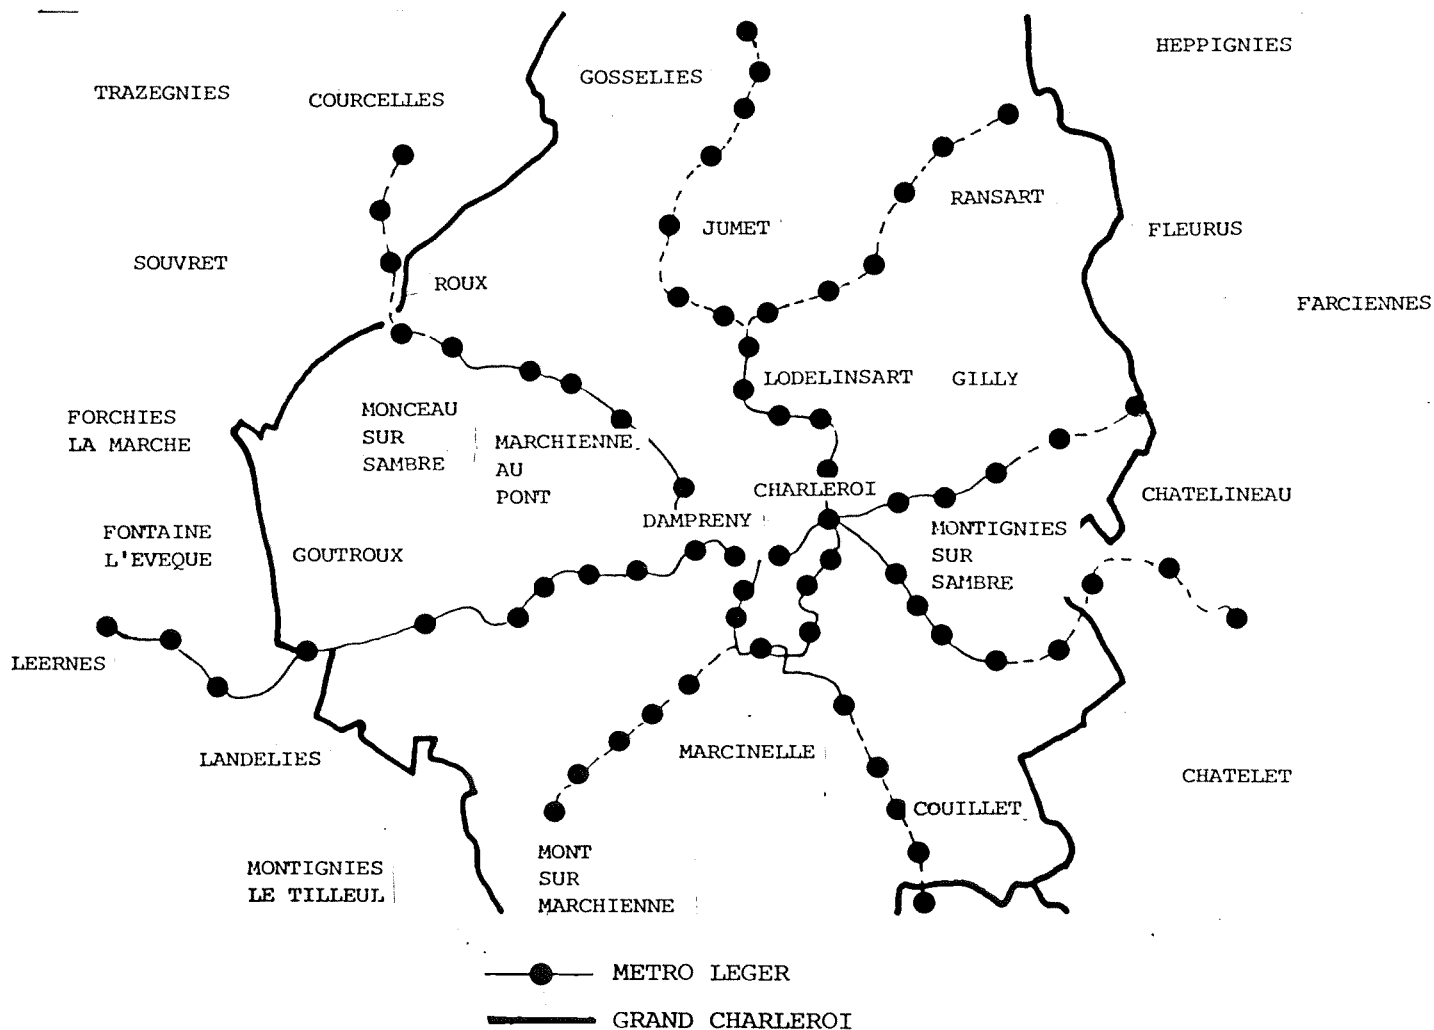 HEPPIGNIES
GOSSELIES
TRAZEGNIES
COURCELLES
RANSART
JUMET
FLEURUS
SOUVRET
ROUX
FARCIENNES
LODELINSART
GILLY
FORCHIES
LA MARCHE
MONCEAU
SUR
SAMBRE
MARCHIENNE
AU
PONT
CHARLEROI
CHATELINEAU
DAMPREMY
FONTAINE
L'EVEQUE
GOUTROUX
MONTIGNIES
SUR
SAMBRE
LEERNES
LANDELIES
MARCINELLE
CHATELET
COUILLET
MONTIGNIES
LE TILLEUL
MONT
SUR
MARCHIENNE
METRO LEGER
GRAND CHARLEROI